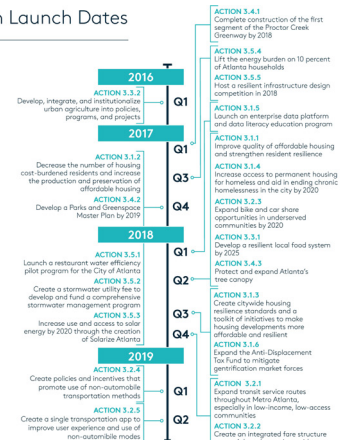 n Launch Dates
2016
ACTION 3.3.2
Develop, integrate, and institutionalize
urban agriculture into policies,
programs, and projects
Q1
2017
ACTION 3.1.2
Decrease the number of housing
cost-burdened residents and increase
the production and preservation of
affordable housing
ACTION 3.4.2
Develop a Parks and Greenspace
Master Plan by 2019
Q1
Q3
Q4
2018
ACTION 3.5.1
Launch a restaurant water efficiency
pilot program for the City of Atlanta
ACTION 3.5.2
Create a stormwater utility fee to
develop and fund a comprehensive
stormwater management program
ACTION 3.5.3
Increase use and access to solar
energy by 2020 through the creation
of Solarize Atlanta
Q1
Q2
Q3
Q4
2019
ACTION 3.2.4
Create policies and incentives that
promote use of non-automobile
transportation methods
ACTION 3.2.5
Create a single transportation app to
improve user experience and use of
non-automibile modes
Q1
Q2
ACTION 3.4.1
Complete construction of the first
segment of the Proctor Creek
Greenway by 2018
ACTION 3.5.4
Lift the energy burden on 10 percent
of Atlanta households
ACTION 3.5.5
Host a resilient infrastructure design
competition in 2018
ACTION 3.1.5
Launch an enterprise data platform
and data literacy education program
ACTION 3.1.1
Improve quality of affordable housing
and strengthen resident resilience
ACTION 3.1.4
Increase access to permanent housing
for homeless and aid in ending chronic
homelessness in the city by 2020
ACTION 3.2.3
Expand bike and car share
opportunities in underserved
communities by 2020
ACTION 3.3.1
Develop a resilient local food system
by 2025
ACTION 3.4.3
Protect and expand Atlanta's
tree canopy
ACTION 3.1.3
Create citywide housing
resilience standards and a
toolkit of initiatives to make
housing developments more
affordable and resilient
ACTION 3.1.6
Expand the Anti-Displacement
Tax Fund to mitigate
gentrification market forces
ACTION 3.2.1
Expand transit service routes
throughout Metro Atlanta,
especially in low-income, low-access
communities
ACTION 3.2.2
Create an integrated fare structure